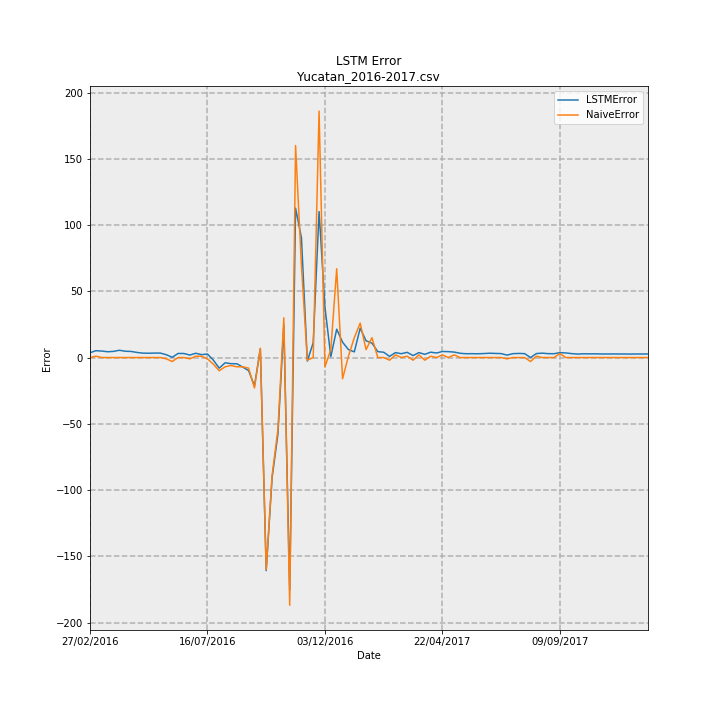 LSTM Error
Yucatan_2016-2017.csv
LSTMError
NaiveError
200
150
100
50
0
−50
−100
−150
−200
Error
27/02/2016
16/07/2016
03/12/2016
22/04/2017
09/09/2017
Date